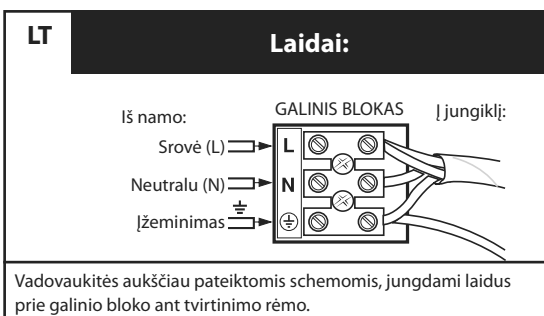 LT
Laidai:
Iš namo:
GALINIS BLOKAS
Į jungiklį:
Srovė (L)
L
Neutralu (N)
N
Įžeminimas
Vadovaukitės aukščiau pateiktomis schemomis, jungdami laidus
prie galinio bloko ant tvirtinimo rėmo.